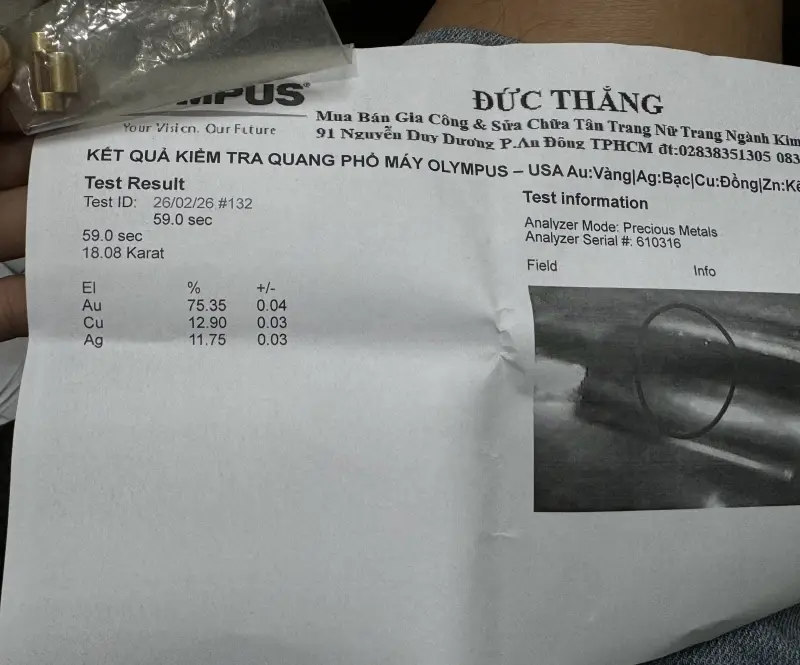 MPUS®
Your Vision. Our Future
ĐỨC THẮNG
Mua Bán Gia Công & Sửa Chữa Tân Trang Nữ Trang Ngành Kim
91 Nguyễn Duy Dương P.An Đông TPHCM đt:02838351305 083
KẾT QUẢ KIỂM TRA QUANG PHỔ MÁY OLYMPUS – USA Au:Vàng|Ag:Bạc|Cu:Đồng|Zn:Kẽ
Test Result
Test ID: 26/02/26 #132
59.0 sec
59.0 sec
18.08 Karat
El % +/-
Au 75.35 0.04
Cu 12.90 0.03
Ag 11.75 0.03
Test information
Analyzer Mode: Precious Metals
Analyzer Serial #: 610316
Field Info